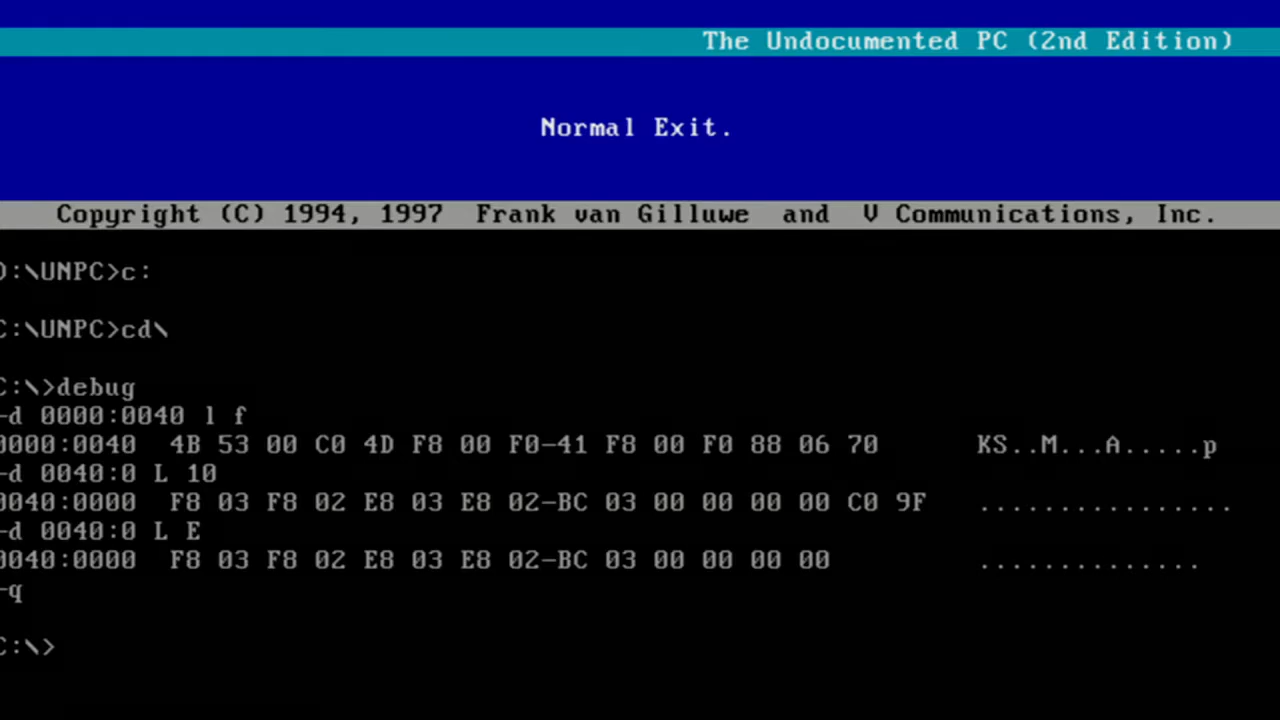 The Undocumented PC (2nd Edition)
Normal Exit.
Copyright (C) 1994, 1997 Frank van Gilluwe and V Communications, Inc.
D:\UNPC>c:
C:\UNPC>cd\
C:\>debug
-d 0000:0040 l f
0000:0040 4B 53 00 C0 4D F8 00 F0-41 F8 00 F0 88 06 70 KS..M...A.....p
-d 0040:0 L 10
0040:0000 F8 03 F8 02 E8 03 E8 02-BC 03 00 00 00 00 C0 9F ................
-d 0040:0 L E
0040:0000 F8 03 F8 02 E8 03 E8 02-BC 03 00 00 00 00 ..............
-q
C:\>